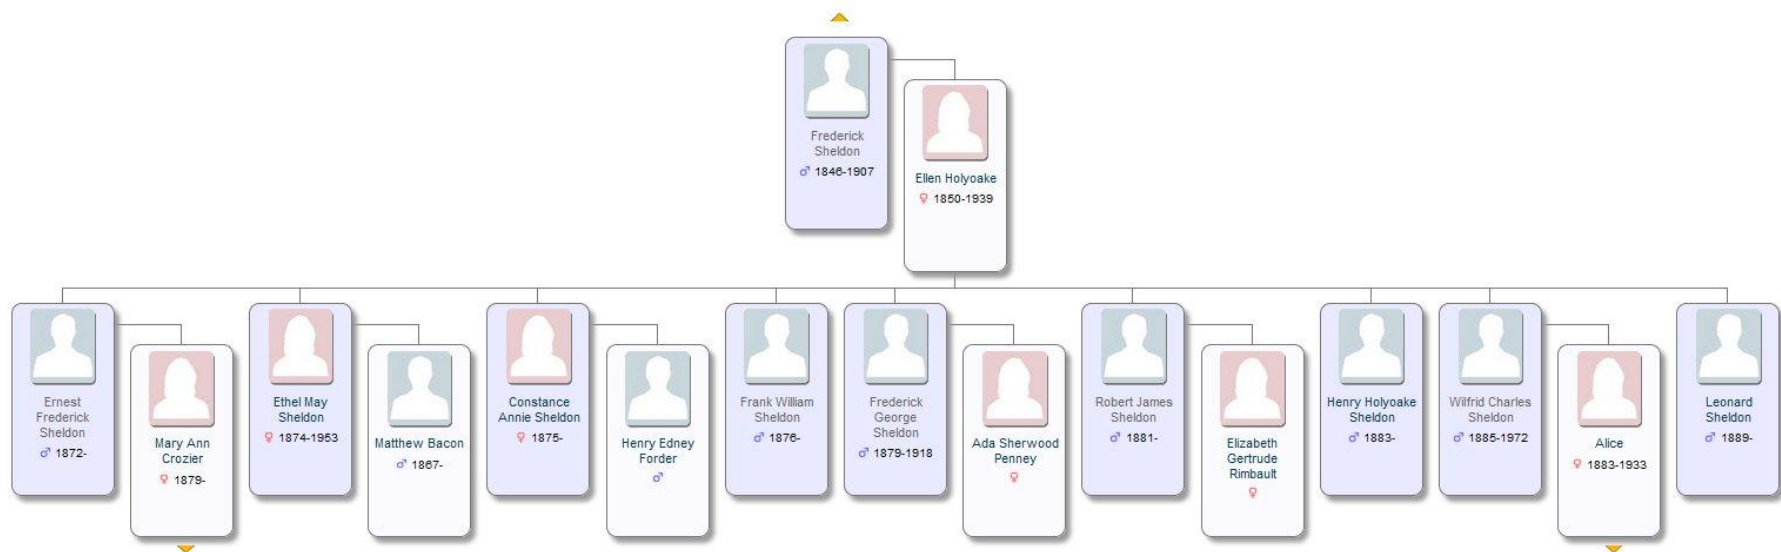 Frederick
Sheldon
♂ 1846-1907
Ellen Holyoake
♀ 1850-1939
Ernest
Frederick
Sheldon
♂ 1872-
Mary Ann
Crozier
♀ 1879-
Ethel May
Sheldon
♀ 1874-1953
Matthew Bacon
♂ 1867-
Constance
Annie Sheldon
♀ 1875-
Henry Edney
Forder
♂
Frank William
Sheldon
♂ 1876-
Frederick
George
Sheldon
♂ 1879-1918
Ada Sherwood
Penney
♀
Robert James
Sheldon
♂ 1881-
Elizabeth
Gertrude
Rimbault
♀
Henry Holyoake
Sheldon
♂ 1883-
Wilfrid Charles
Sheldon
♂ 1885-1972
Alice
♀ 1883-1933
Leonard
Sheldon
♂ 1889-